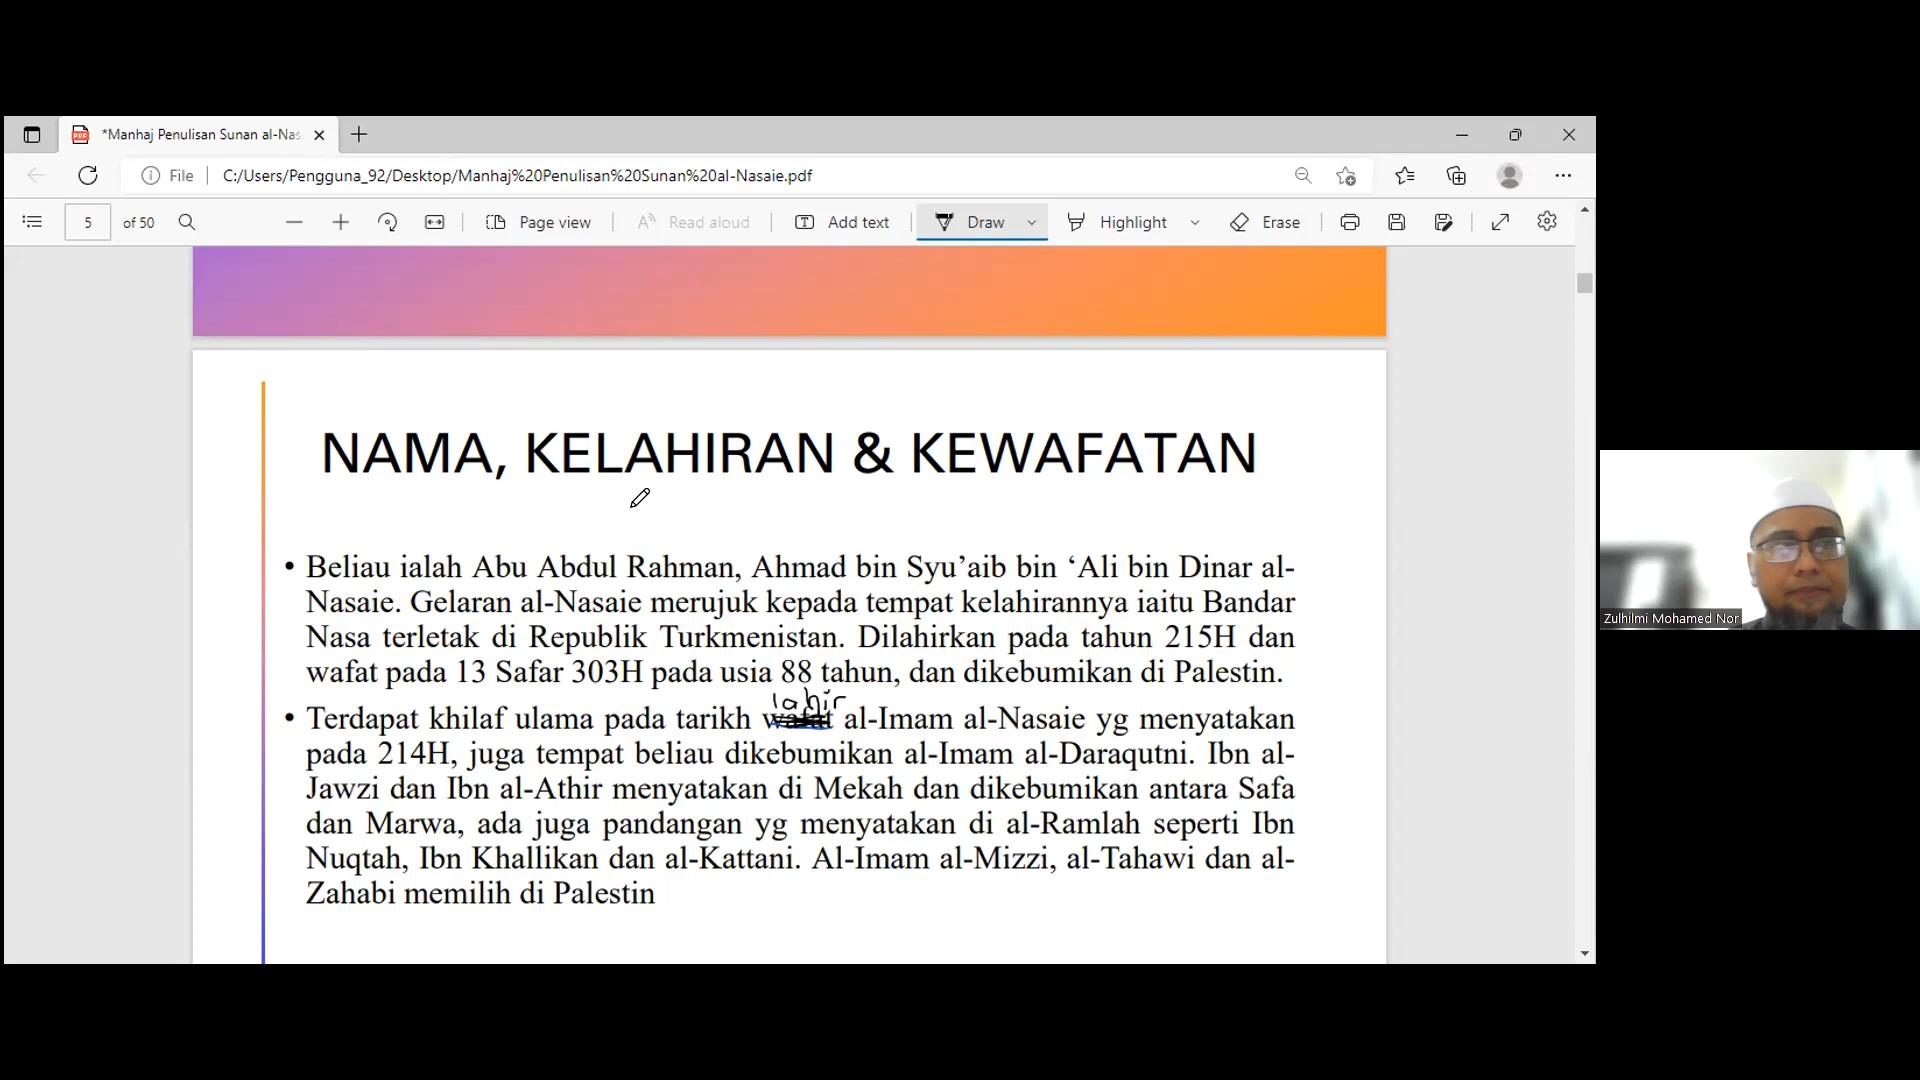 *Manhaj Penulisan Sunan al-Nas
File
C:/Users/Pengguna_92/Desktop/Manhaj%20Penulisan%20Sunan%20al-Nasaie.pdf
5 of 50
Page view
Read aloud
Add text
Draw
Highlight
Erase
NAMA, KELAHIRAN & KEWAFATAN
• Beliau ialah Abu Abdul Rahman, Ahmad bin Syu’aib bin ‘Ali bin Dinar al-
Nasaie. Gelaran al-Nasaie merujuk kepada tempat kelahirannya iaitu Bandar
Nasa terletak di Republik Turkmenistan. Dilahirkan pada tahun 215H dan
wafat pada 13 Safar 303H pada usia 88 tahun, dan dikebumikan di Palestin.
lahir
• Terdapat khilaf ulama pada tarikh wafat al-Imam al-Nasaie yg menyatakan
pada 214H, juga tempat beliau dikebumikan al-Imam al-Daraqutni. Ibn al-
Jawzi dan Ibn al-Athir menyatakan di Mekah dan dikebumikan antara Safa
dan Marwa, ada juga pandangan yg menyatakan di al-Ramlah seperti Ibn
Nuqtah, Ibn Khallikan dan al-Kattani. Al-Imam al-Mizzi, al-Tahawi dan al-
Zahabi memilih di Palestin
Zulhilmi Mohamed Nor